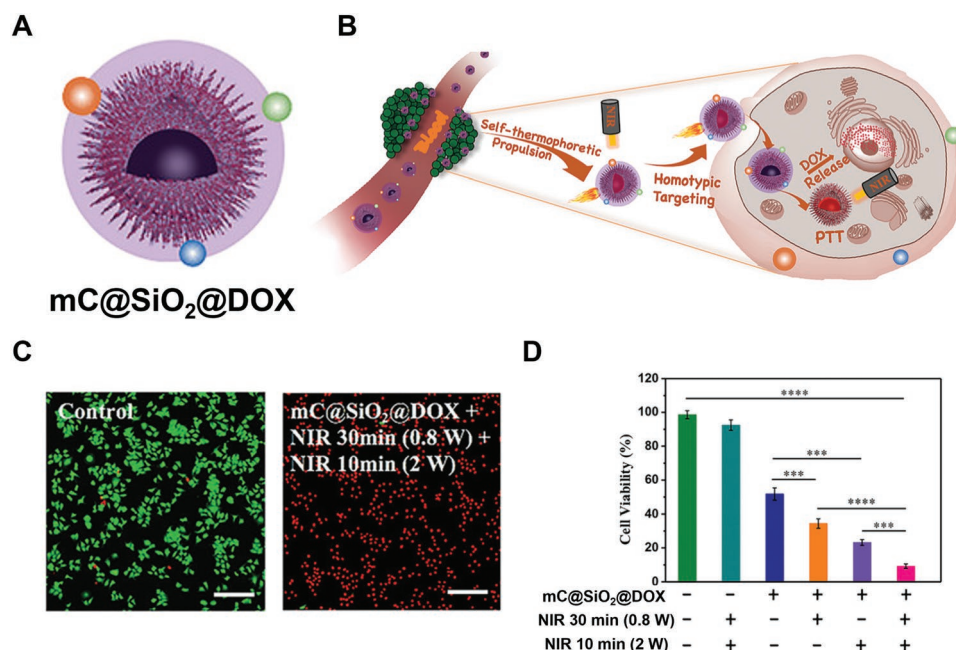 A
B
mC@SiO₂@DOX
Blood
Self-thermophoretic
Propulsion
NIR
Homotypic
Targeting
DOX
Release
NIR
PTT
C
Control
mC@SiO₂@DOX +
NIR 30min (0.8 W) +
NIR 10min (2 W)
D
Cell Viability (%)
120
100
80
60
40
20
0
****
***
***
****
***
mC@SiO₂@DOX - - + + + +
NIR 30 min (0.8 W) - + - + - +
NIR 10 min (2 W) - + - - + +